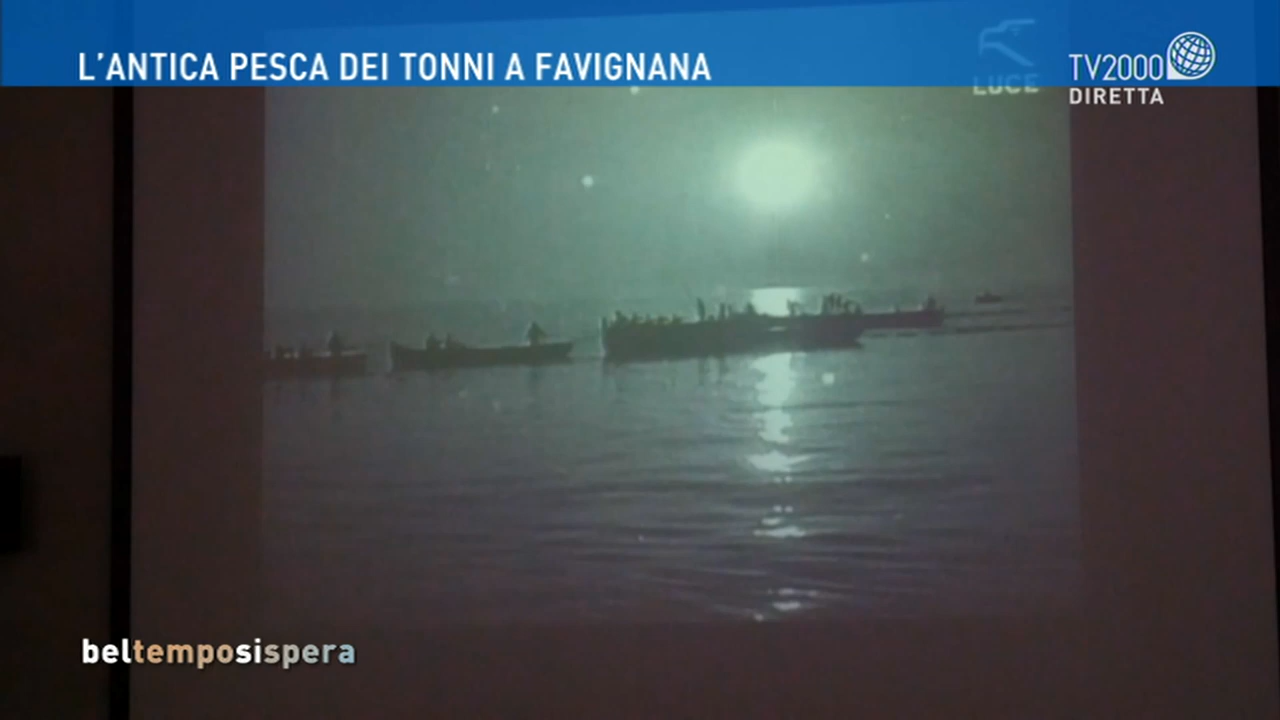 L'ANTICA PESCA DEI TONNI A FAVIGNANA
LUCE
TV2000
DIRETTA
beltemposispera